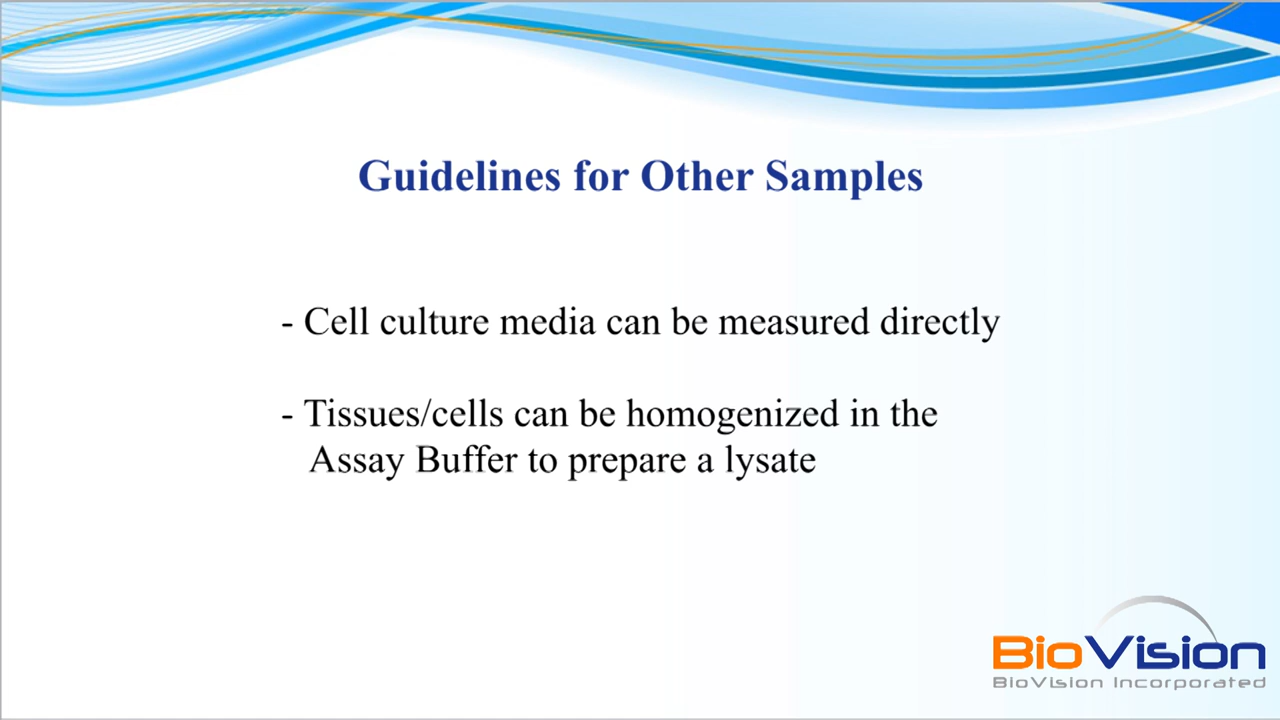 Guidelines for Other Samples
- Cell culture media can be measured directly
- Tissues/cells can be homogenized in the
Assay Buffer to prepare a lysate
BioVision
BioVision Incorporated